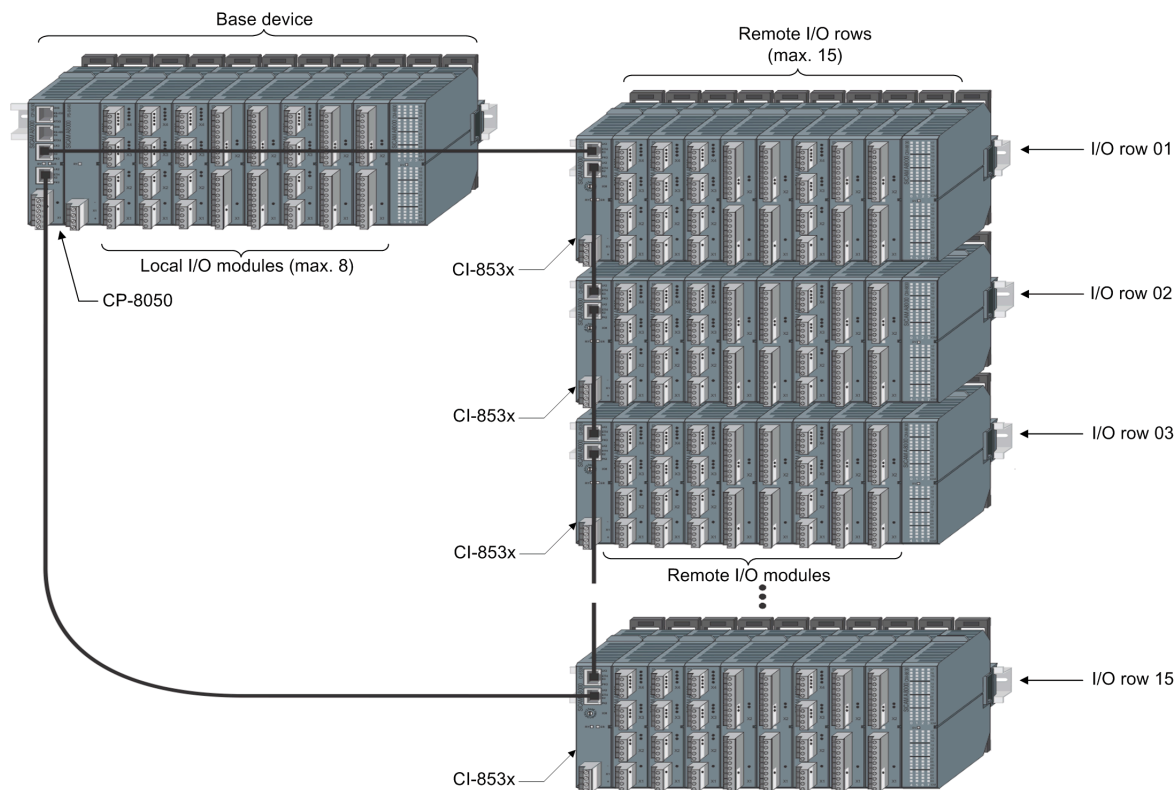 Base device
Remote I/O rows
(max. 15)
I/O row 01
Local I/O modules (max. 8)
CI-853x
CP-8050
I/O row 02
CI-853x
I/O row 03
CI-853x
Remote I/O modules
I/O row 15
CI-853x